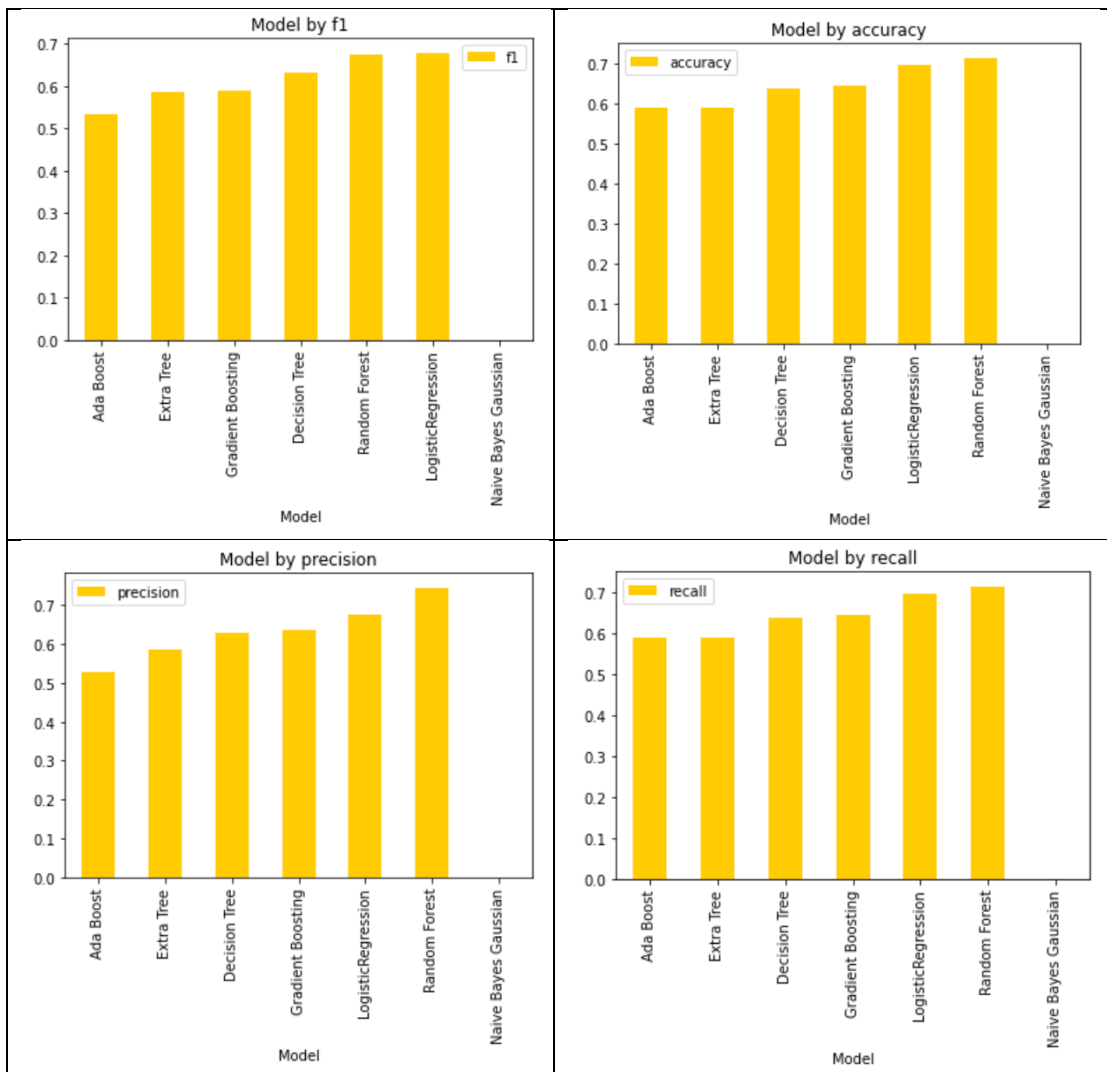 Model by f1
0.7
0.6
0.5
0.4
0.3
0.2
0.1
0.0
f1
Ada Boost
Extra Tree
Gradient Boosting
Decision Tree
Random Forest
LogisticRegression
Naive Bayes Gaussian
Model
Model by accuracy
0.7
0.6
0.5
0.4
0.3
0.2
0.1
0.0
accuracy
Ada Boost
Extra Tree
Decision Tree
Gradient Boosting
LogisticRegression
Random Forest
Naive Bayes Gaussian
Model
Model by precision
0.7
0.6
0.5
0.4
0.3
0.2
0.1
0.0
precision
Ada Boost
Extra Tree
Decision Tree
Gradient Boosting
LogisticRegression
Random Forest
Naive Bayes Gaussian
Model
Model by recall
0.7
0.6
0.5
0.4
0.3
0.2
0.1
0.0
recall
Ada Boost
Extra Tree
Decision Tree
Gradient Boosting
LogisticRegression
Random Forest
Naive Bayes Gaussian
Model